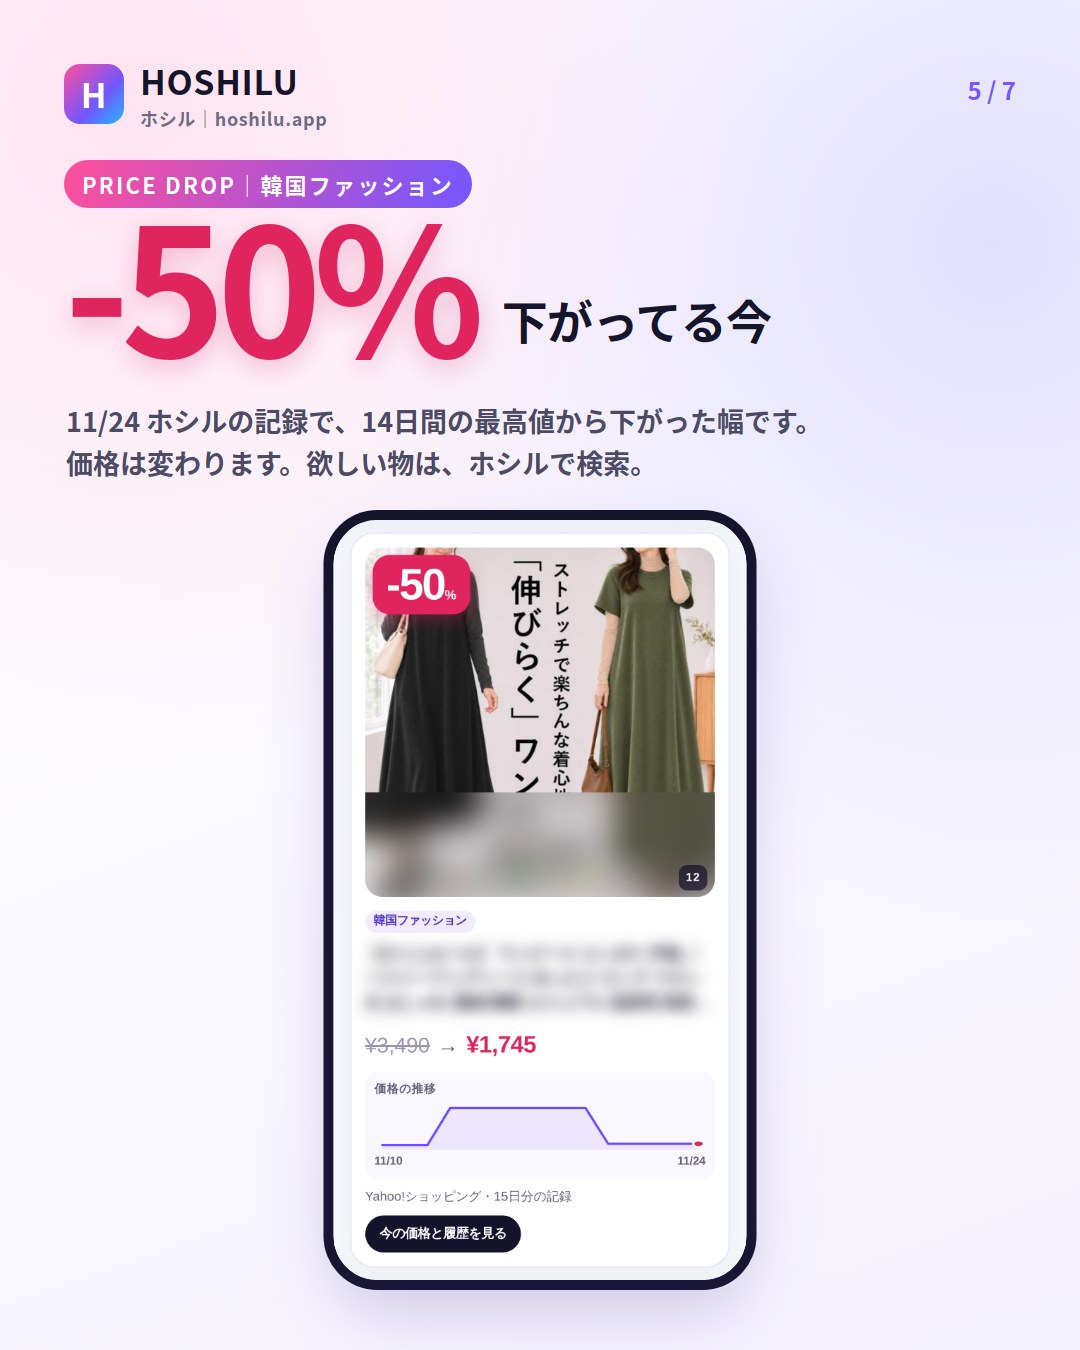 H
HOSHILU
ホシル｜hoshilu.app
5 / 7
PRICE DROP｜韓国ファッション
-50% 下がってる今
11/24 ホシルの記録で、14日間の最高値から下がった幅です。
価格は変わります。欲しい物は、ホシルで検索。
-50%
ストレッチで楽ちんな着心
「伸びらく」ワン
12
韓国ファッション
¥3,490 → ¥1,745
価格の推移
11/10
11/24
Yahoo!ショッピング・15日分の記録
今の価格と履歴を見る